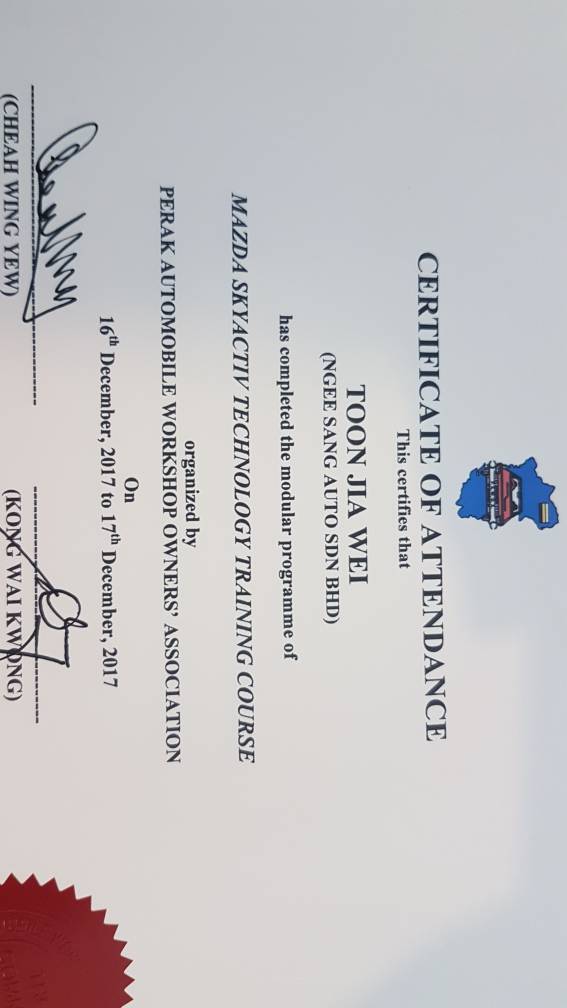 CERTIFICATE OF ATTENDANCE
This certifies that
TOON JIA WEI
(NGEE SANG AUTO SDN BHD)
has completed the modular programme of
MAZDA SKYACTIV TECHNOLOGY TRAINING COURSE
organized by
PERAK AUTOMOBILE WORKSHOP OWNERS' ASSOCIATION
On
16th December, 2017 to 17th December, 2017
(CHEAH WING YEW) (KONG WAI KWONG)